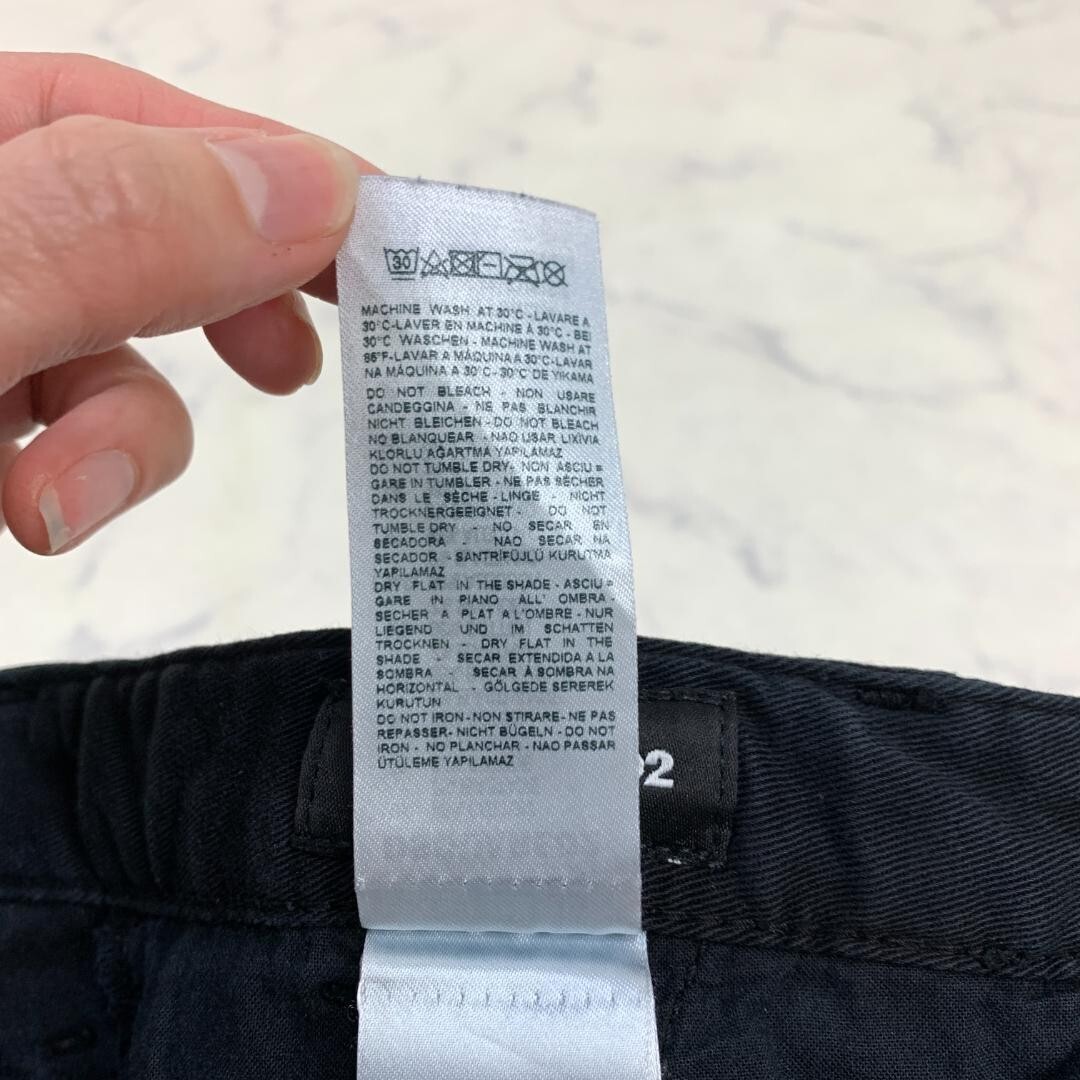 30
MACHINE WASH AT 30°C - LAVARE A
30°C-LAVER EN MACHINE À 30°C - BEI
30°C WASCHEN - MACHINE WASH AT
86°F-LAVAR A MÁQUINA A 30°C-LAVAR
NA MÁQUINA A 30°C-30°C DE YIKAMA
DO NOT BLEACH NON USARE
CANDEGGINA - NE PAS BLANCHIR
NICHT BLEICHEN - DO NOT BLEACH
NO BLANQUEAR - NAO USAR LIXÍVIA
KLORLU AĞARTMA YAPILAMAZ
DO NOT TUMBLE DRY- NON ASCIU=
GARE IN TUMBLER - NE PAS SÉCHER
DANS LE SÈCHE - LINGE - NICHT
TROCKNERGEEIGNET - DO NOT
TUMBLE DRY - NO SECAR EN
SECADORA - NAO SECAR NA
SECADOR - SANTRİFÜJLÜ KURUTMA
YAPILAMAZ
DRY FLAT IN THE SHADE - ASCIU=
GARE IN PIANO ALL' OMBRA -
SECHER A PLAT A L'OMBRE - NUR
LIEGEND UND IM SCHATTEN
TROCKNEN - DRY FLAT IN THE
SHADE - SECAR EXTENDIDA A LA
SOMBRA - SECAR À SOMBRA NA
HORIZONTAL - GÖLGEDE SEREREK
KURUTUN
DO NOT IRON - NON STIRARE - NE PAS
REPASSER- NICHT BÜGELN - DO NOT
IRON - NO PLANCHAR - NAO PASSAR
ÜTÜLEME YAPILAMAZ